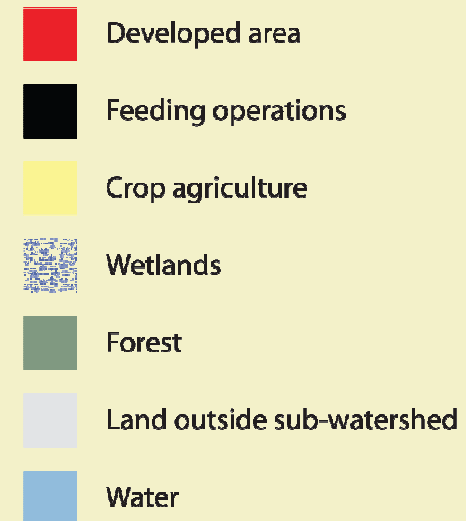 Developed area
Feeding operations
Crop agriculture
Wetlands
Forest
Land outside sub-watershed
Water